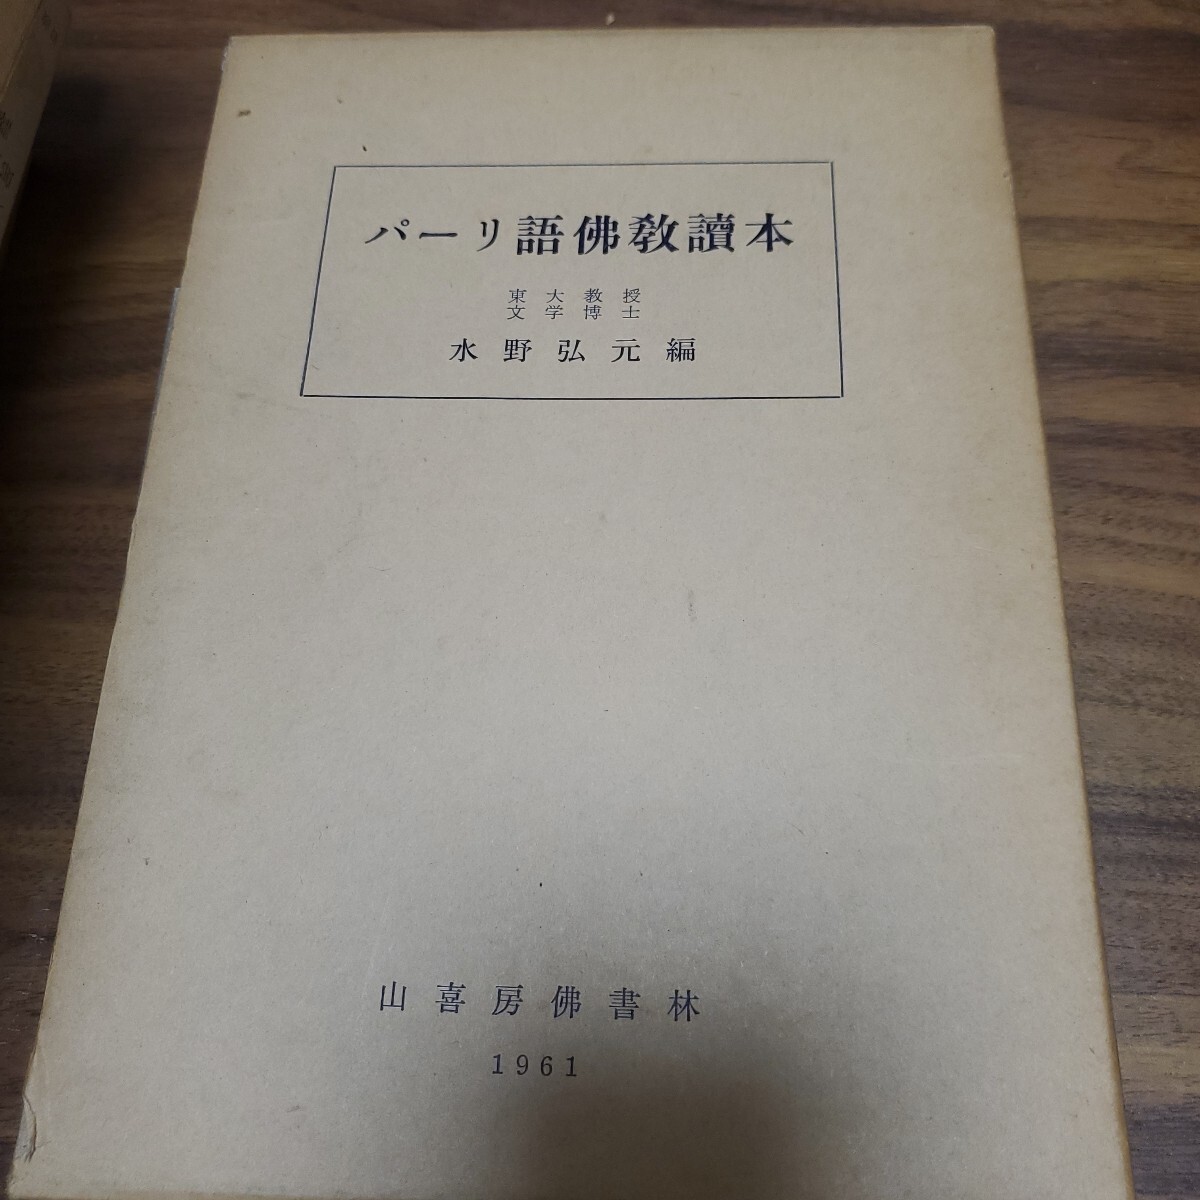 パーリ語佛教讀本
東大教授
文学博士
水野弘元編
山喜房佛書林
1961